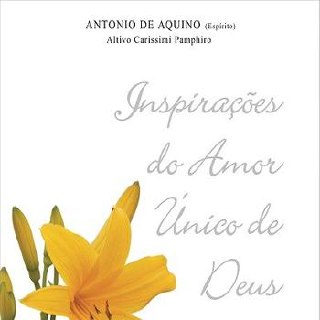 ANTONIO DE AQUINO (Espírito)
Altivo Carissimi Pamphiro
Inspirações
do Amor
Único de
Deus